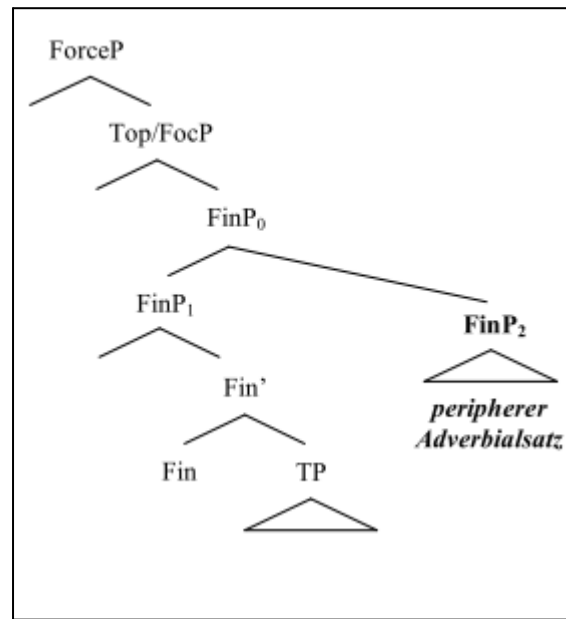 ForceP
Top/FocP
FinP₀
FinP₁
FinP₂
Fin’
peripherer
Adverbialsatz
Fin TP